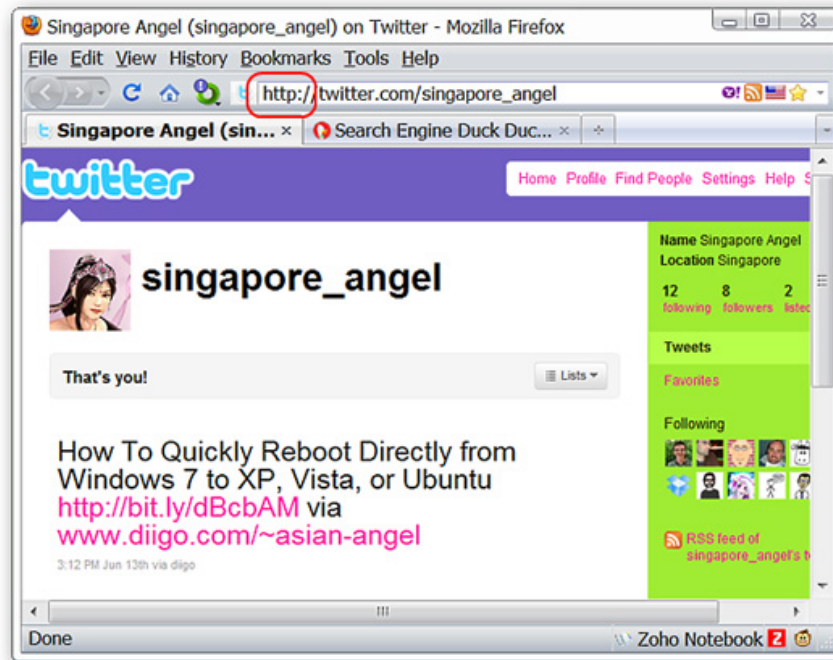 Singapore Angel (singapore_angel) on Twitter - Mozilla Firefox
File Edit View History Bookmarks Tools Help
http://twitter.com/singapore_angel
Singapore Angel (sin... × Search Engine Duck Duc... ×
twitter
Home Profile Find People Settings Help S
singapore_angel
Name Singapore Angel
Location Singapore
12 8 2
following followers listed
That's you!
Lists
Tweets
Favorites
Following
How To Quickly Reboot Directly from
Windows 7 to XP, Vista, or Ubuntu
http://bit.ly/dBcbAM via
www.diigo.com/~asian-angel
3:12 PM Jun 13th via diigo
RSS feed of
singapore_angel's t
Done
Zoho Notebook Z